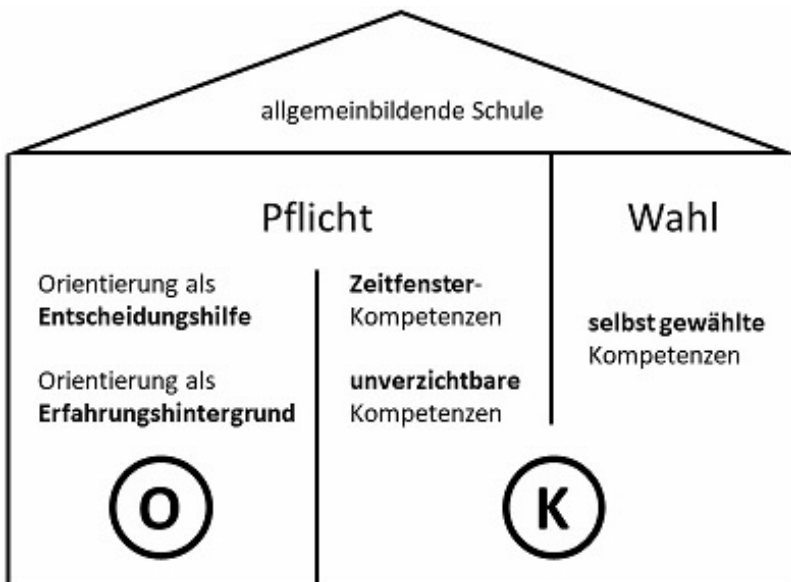 allgemeinbildende Schule
Pflicht
Wahl
Orientierung als
Entscheidungshilfe
Orientierung als
Erfahrungshintergrund
Zeitfenster-
Kompetenzen
unverzichtbare
Kompetenzen
selbst gewählte
Kompetenzen
O
K